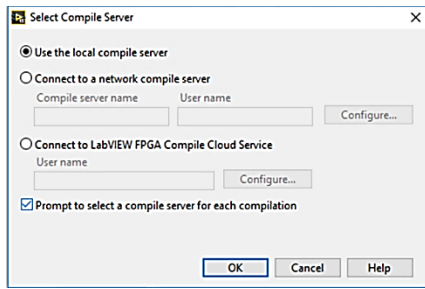 Select Compile Server
Use the local compile server
Connect to a network compile server
Compile server name User name
Configure...
Connect to LabVIEW FPGA Compile Cloud Service
User name
Configure...
Prompt to select a compile server for each compilation
OK Cancel Help